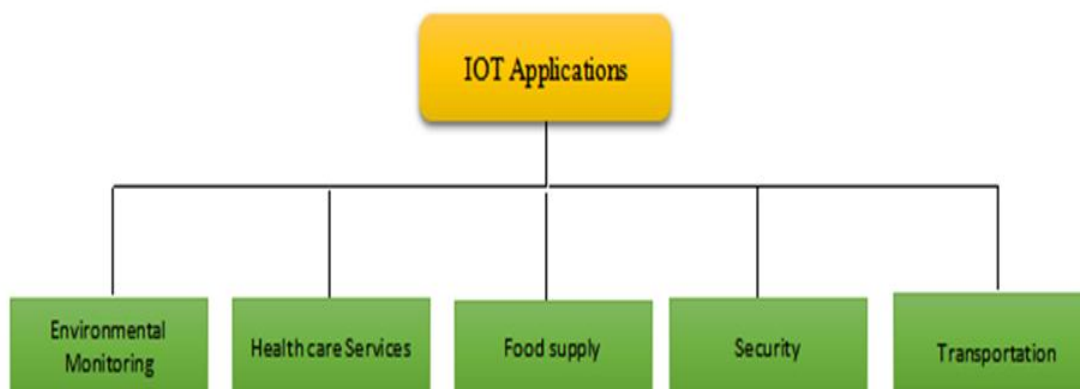 IOT Applications
Environmental
Monitoring
Health care Services
Food supply
Security
Transportation